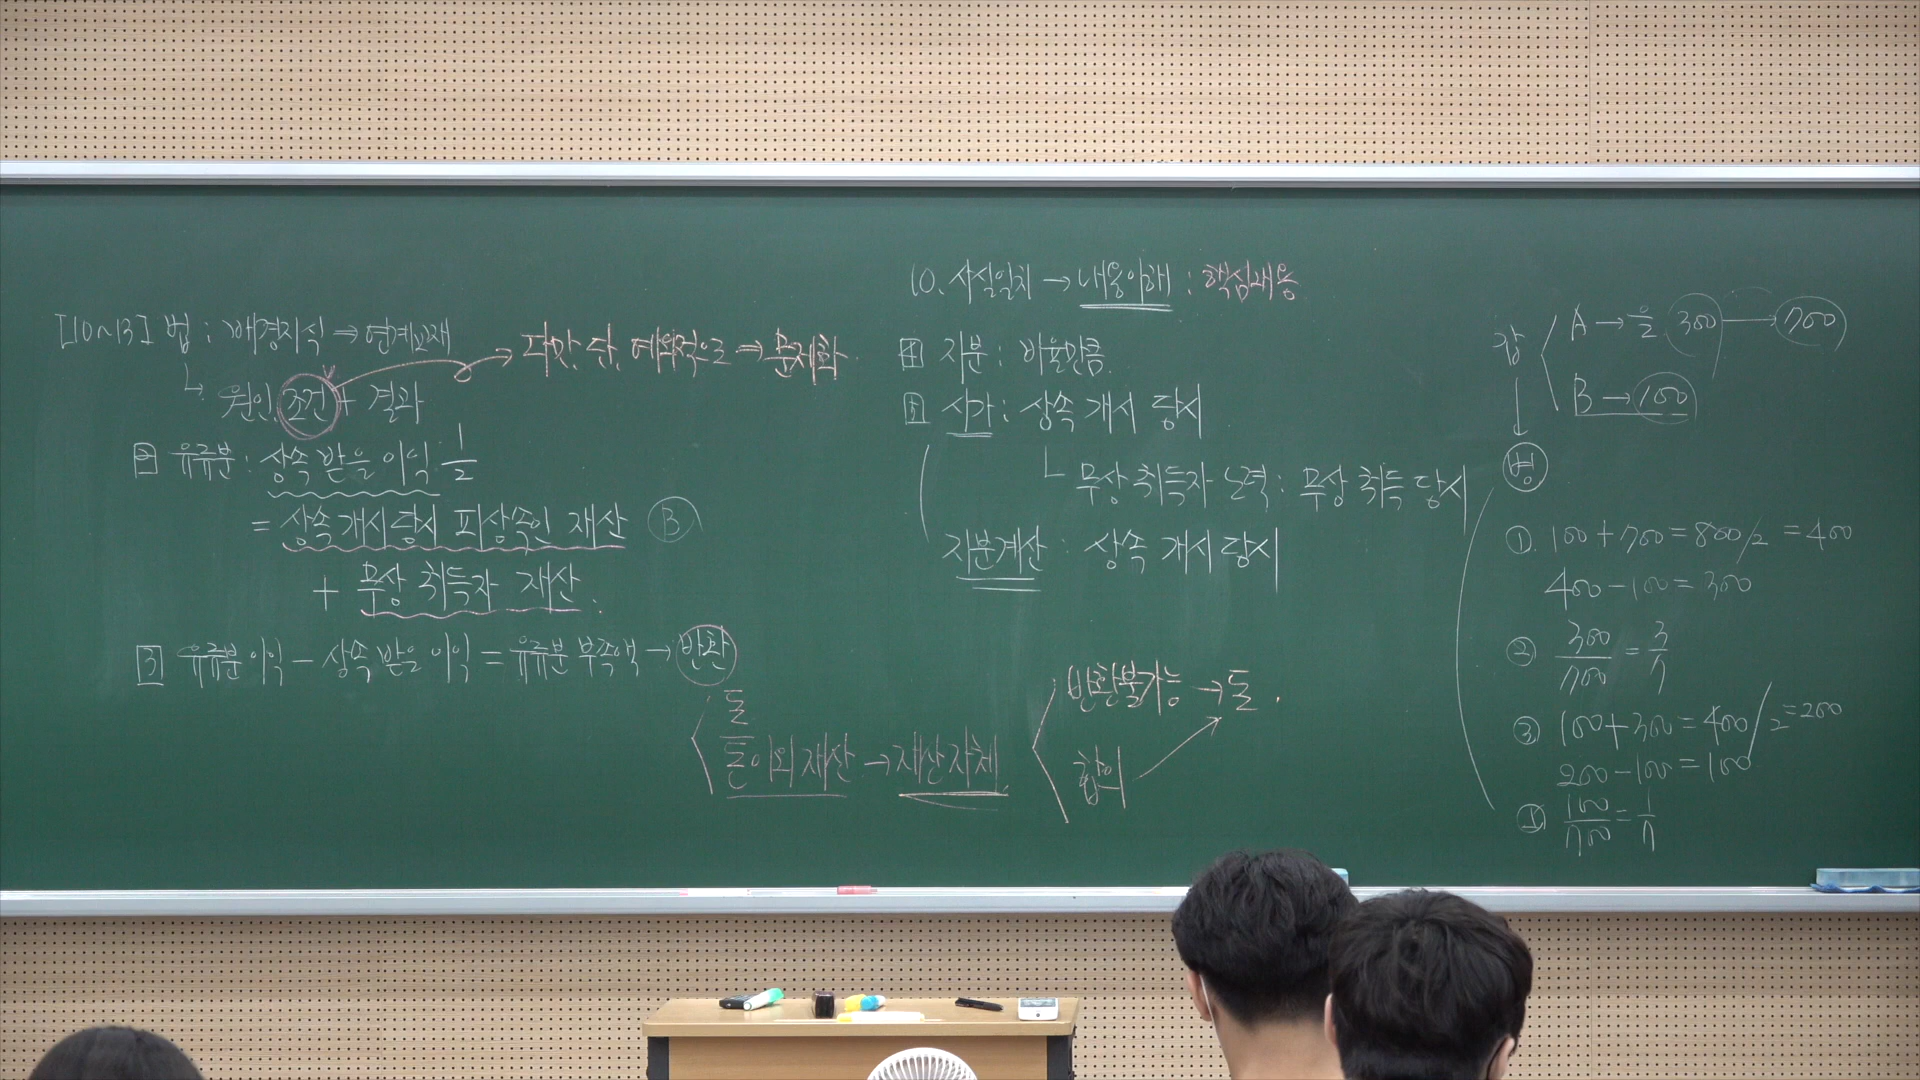 [10~13] 법 : 배경지식 → 연계교재
ㄴ 원인, 조건 + 결과
→ 다만, 단, 예외적으로 → 문제화
② 유류분 : 상속 받을 이익 1/2
= 상속 개시 당시 피상속인 재산 Ⓑ
+ 무상 취득자 재산.
③ 유류분 이익 - 상속 받은 이익 = 유류분 부족액 → 반환
돈
돈 이외 재산 → 재산 자체
반환불가능 → 돈.
합의
10. 사실일치 → 내용이해 : 핵심내용
④ 지분 : 비율만큼
⑤ 시가 : 상속 개시 당시
ㄴ 무상 취득자 노력 : 무상 취득 당시
지분계산 : 상속 개시 당시
갑
A → 을 300 → 700
B → 100
병
①. 100 + 700 = 800/2 = 400
400 - 100 = 300
② 300/700 = 3/7
③ 100 + 300 = 400/2 = 200
200 - 100 = 100
④ 100/700 = 1/7